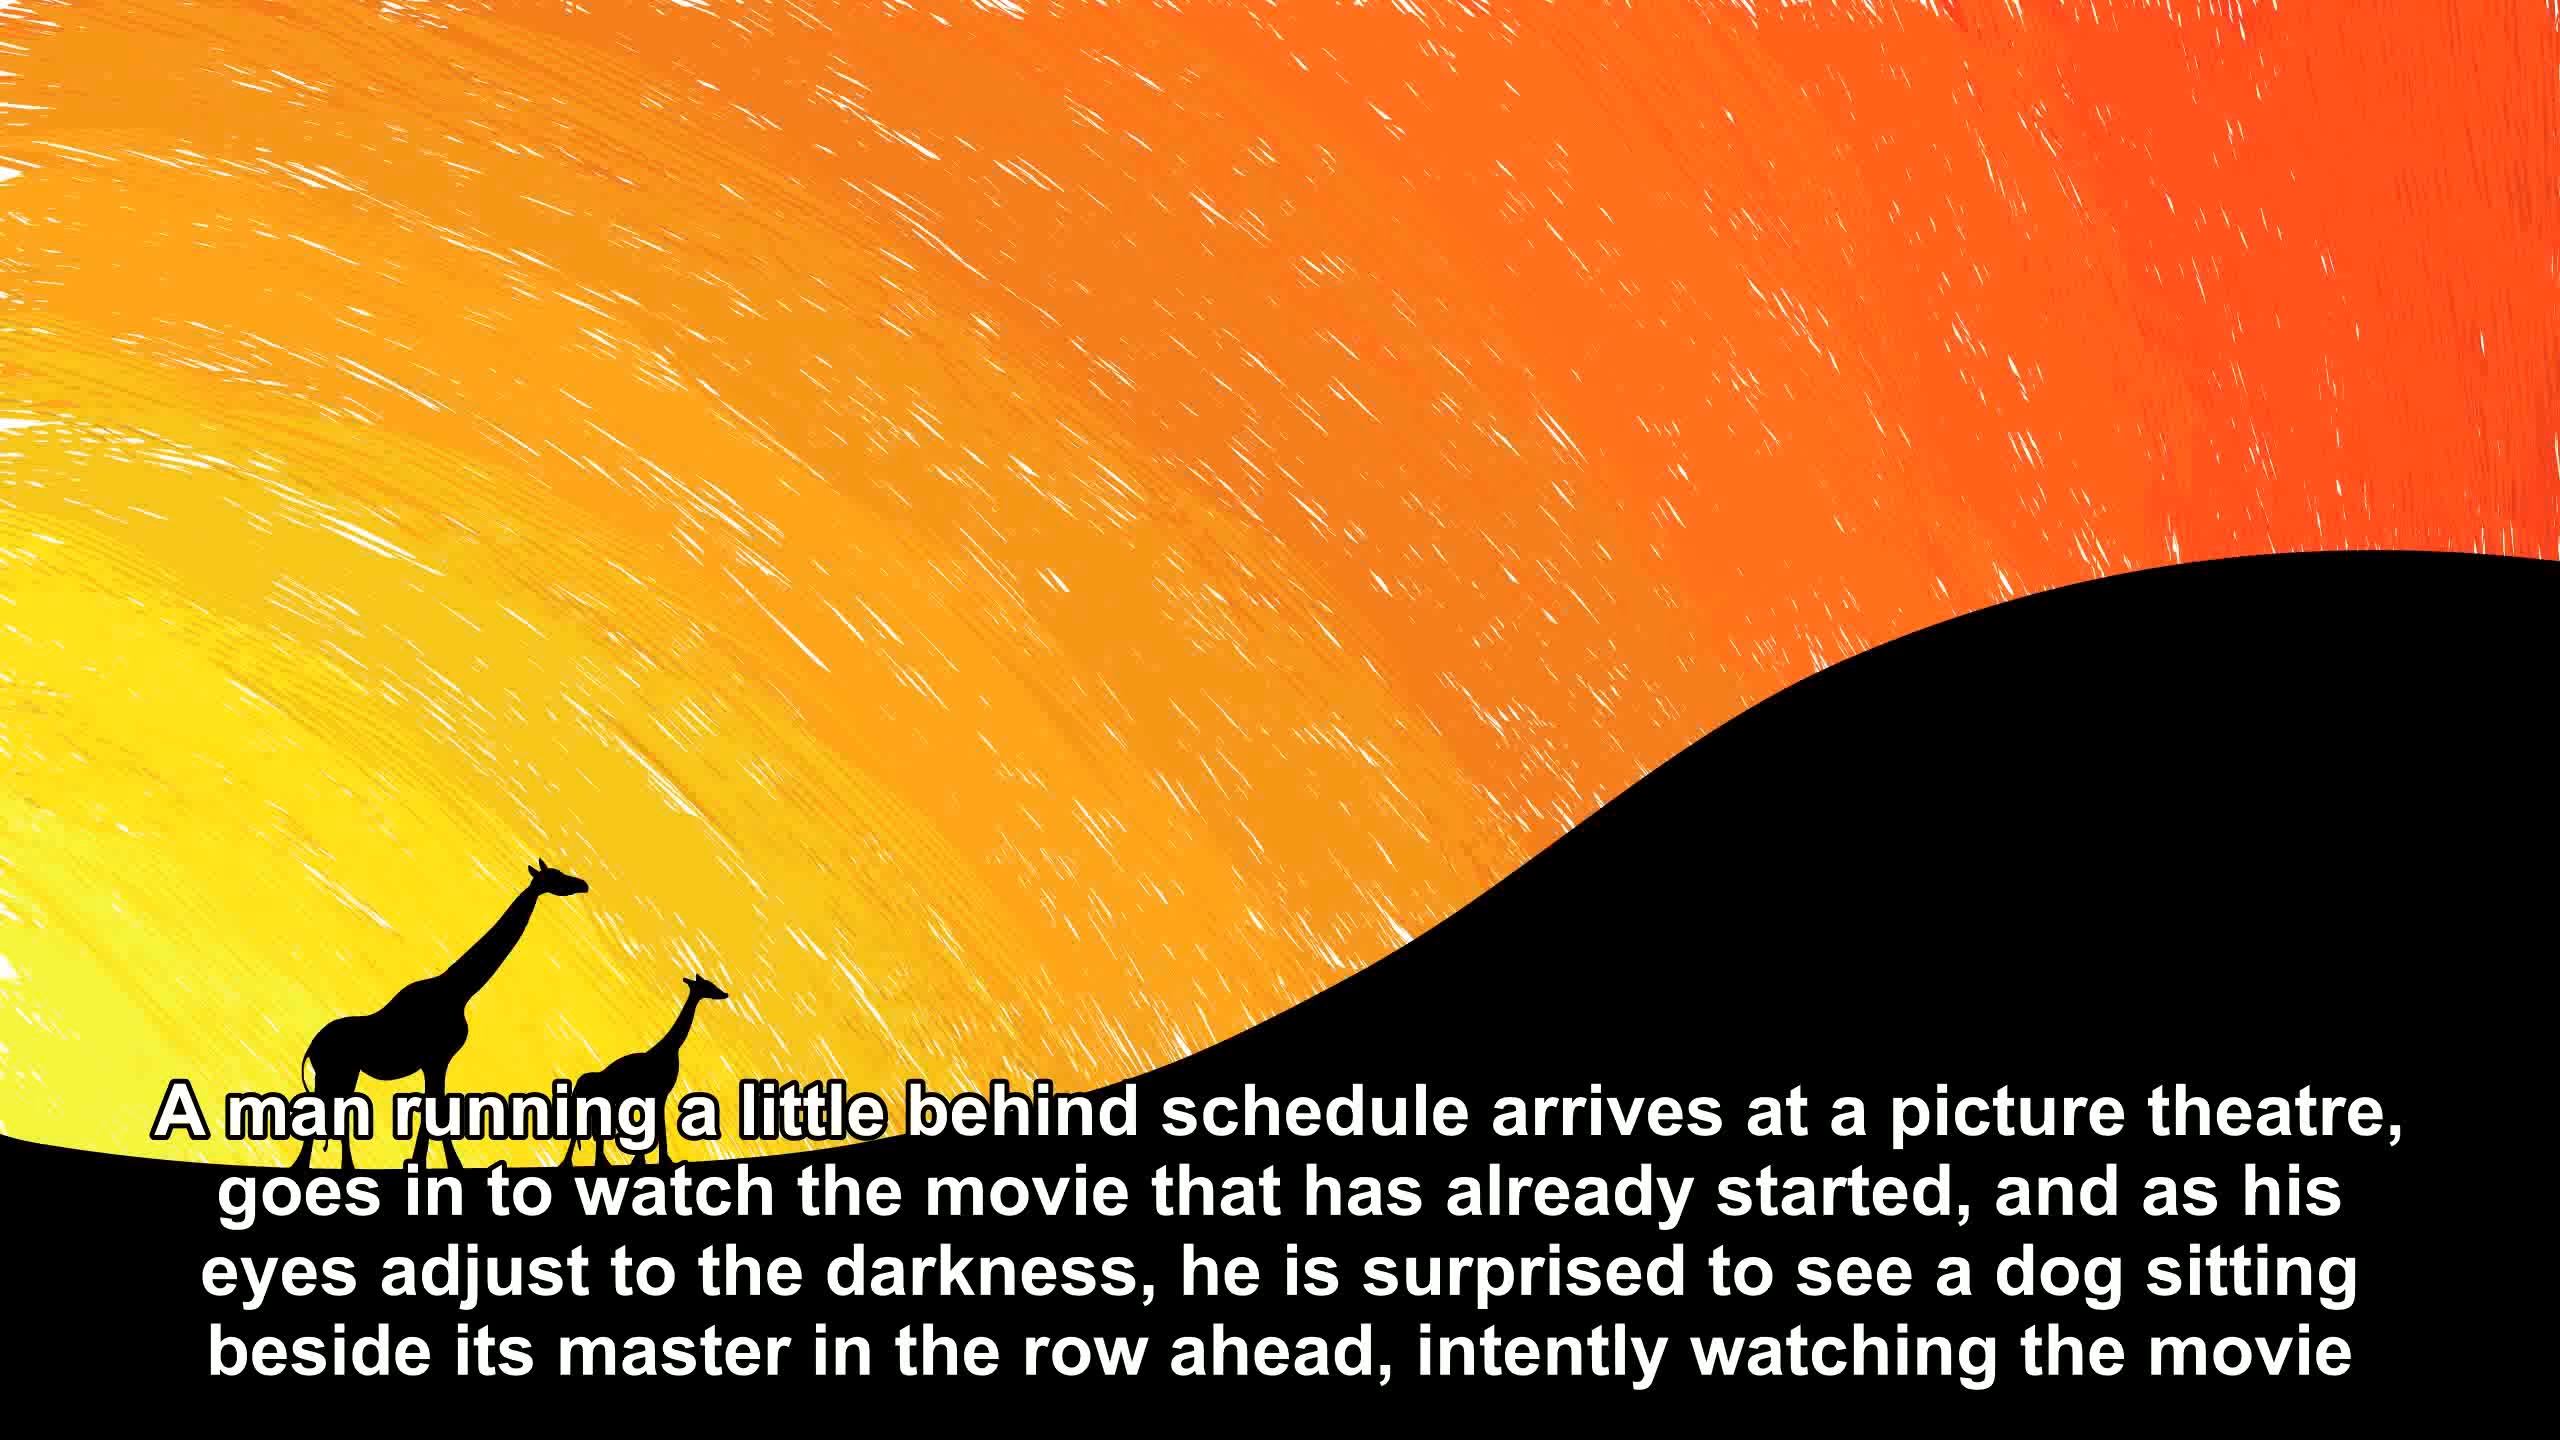 A man running a little behind schedule arrives at a picture theatre,
goes in to watch the movie that has already started, and as his
eyes adjust to the darkness, he is surprised to see a dog sitting
beside its master in the row ahead, intently watching the movie